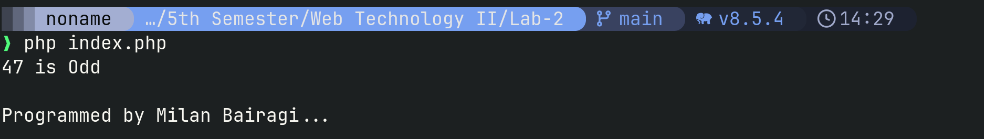 noname …/5th Semester/Web Technology II/Lab-2 main v8.5.4 14:29
❯ php index.php
47 is Odd
Programmed by Milan Bairagi...